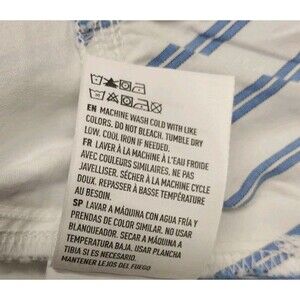 EN MACHINE WASH COLD WITH LIKE
COLORS. DO NOT BLEACH. TUMBLE DRY
LOW. COOL IRON IF NEEDED.
FR LAVER À LA MACHINE À L'EAU FROIDE
AVEC COULEURS SIMILAIRES. NE PAS
JAVELLISER. SÉCHER LA MACHINE CYCLE
DOUX. REPASSER À BASSE TEMPÉRATURE
AU BESOIN.
SP LAVAR A MÁQUINA CON AGUA FRÍA Y
PRENDAS DE COLOR SIMILAR. NO USAR
BLANQUEADOR. SECAR A MÁQUINA A
TEMPERATURA BAJA. USAR PLANCHA
TIBIA SI ES NECESARIO.
MANTENER LEJOS DEL FUEGO